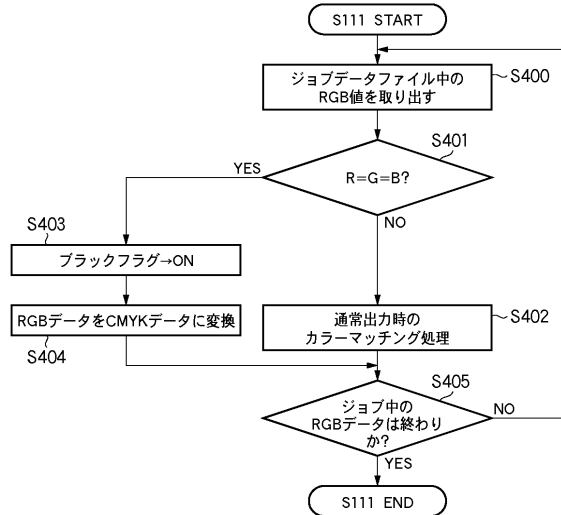 S111 START
ジョブデータファイル中の
RGB値を取り出す
S400
S401
R=G=B?
YES
NO
S403
ブラックフラグ→ON
RGBデータをCMYKデータに変換
S404
通常出力時の
カラーマッチング処理
S402
S405
ジョブ中の
RGBデータは終わり
か?
NO
YES
S111 END